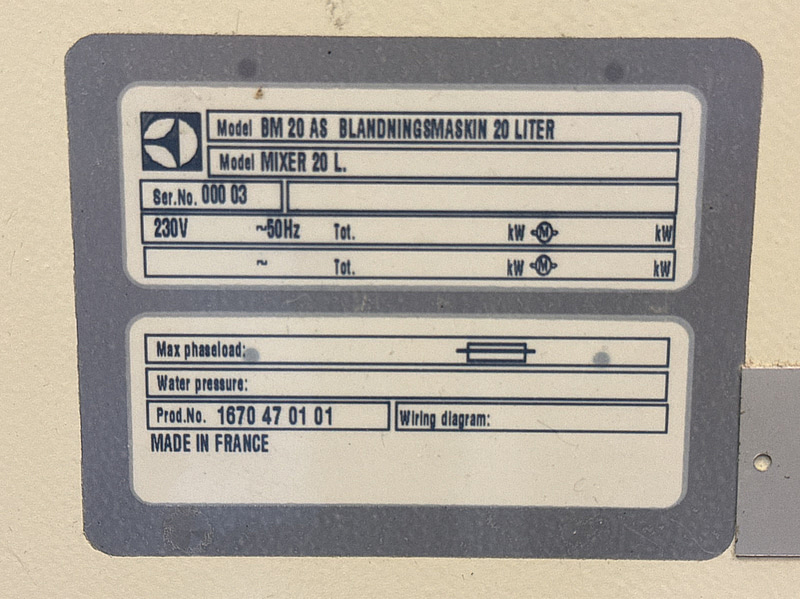 Model BM 20 AS BLANDNINGSMASKIN 20 LITER
Model MIXER 20 L.
Ser.No. 000 03
230V ~50Hz Tot. kW M kW
~ Tot. kW M kW
Max phaseload:
Water pressure:
Prod.No. 1670 47 01 01 Wiring diagram:
MADE IN FRANCE